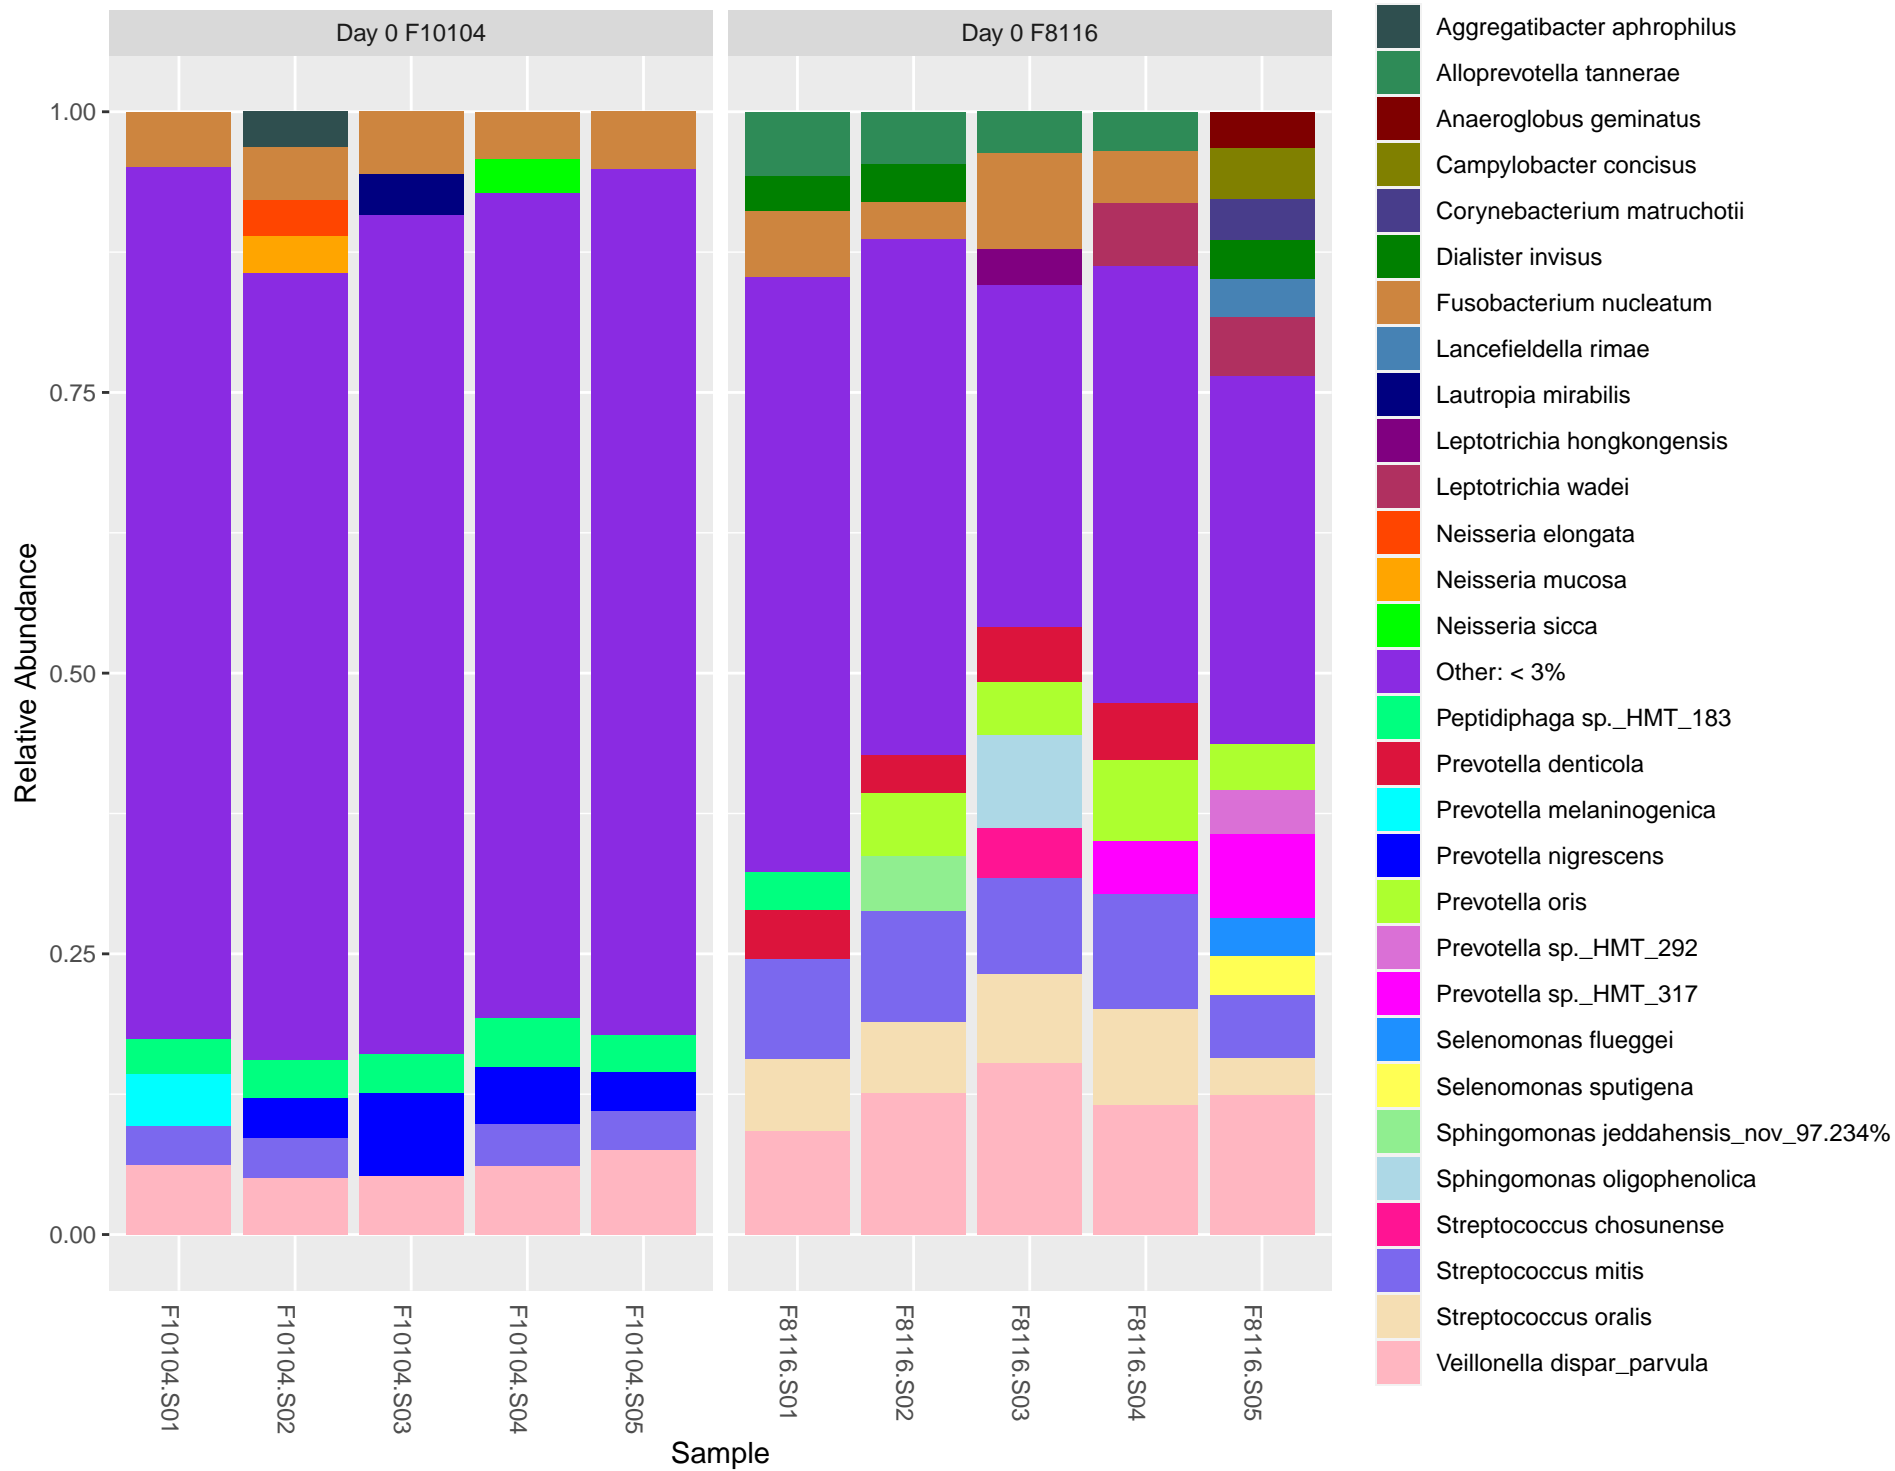 Day 0 F10104
Day 0 F8116
1.00
0.75
0.50
0.25
0.00
Relative Abundance
F10104.S01
F10104.S02
F10104.S03
F10104.S04
F10104.S05
F8116.S01
F8116.S02
F8116.S03
F8116.S04
F8116.S05
Sample
Aggregatibacter aphrophilus
Alloprevotella tannerae
Anaeroglobus geminatus
Campylobacter concisus
Corynebacterium matruchotii
Dialister invisus
Fusobacterium nucleatum
Lancefieldella rimae
Lautropia mirabilis
Leptotrichia hongkongensis
Leptotrichia wadei
Neisseria elongata
Neisseria mucosa
Neisseria sicca
Other: < 3%
Peptidiphaga sp._HMT_183
Prevotella denticola
Prevotella melaninogenica
Prevotella nigrescens
Prevotella oris
Prevotella sp._HMT_292
Prevotella sp._HMT_317
Selenomonas flueggei
Selenomonas sputigena
Sphingomonas jeddahensis_nov_97.234%
Sphingomonas oligophenolica
Streptococcus chosunense
Streptococcus mitis
Streptococcus oralis
Veillonella dispar_parvula